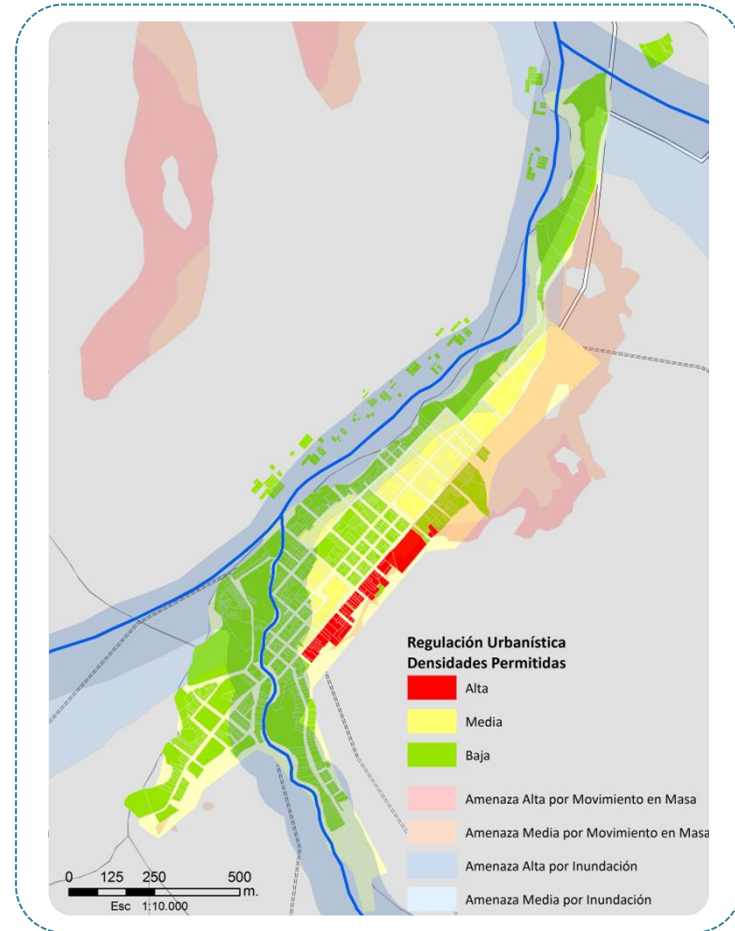 Regulación Urbanística
Densidades Permitidas
Alta
Media
Baja
Amenaza Alta por Movimiento en Masa
Amenaza Media por Movimiento en Masa
Amenaza Alta por Inundación
Amenaza Media por Inundación
0 125 250 500
m.
Esc 1:10.000